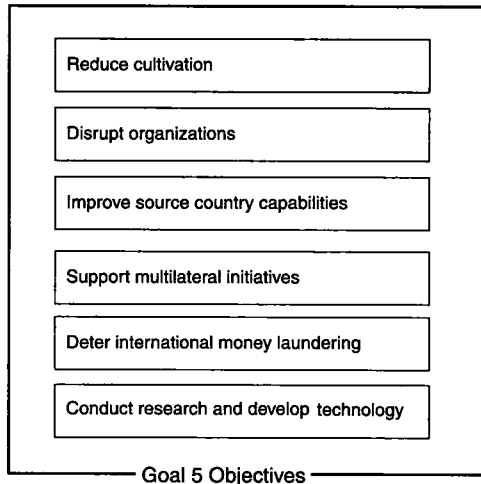 Reduce cultivation
Disrupt organizations
Improve source country capabilities
Support multilateral initiatives
Deter international money laundering
Conduct research and develop technology
Goal 5 Objectives